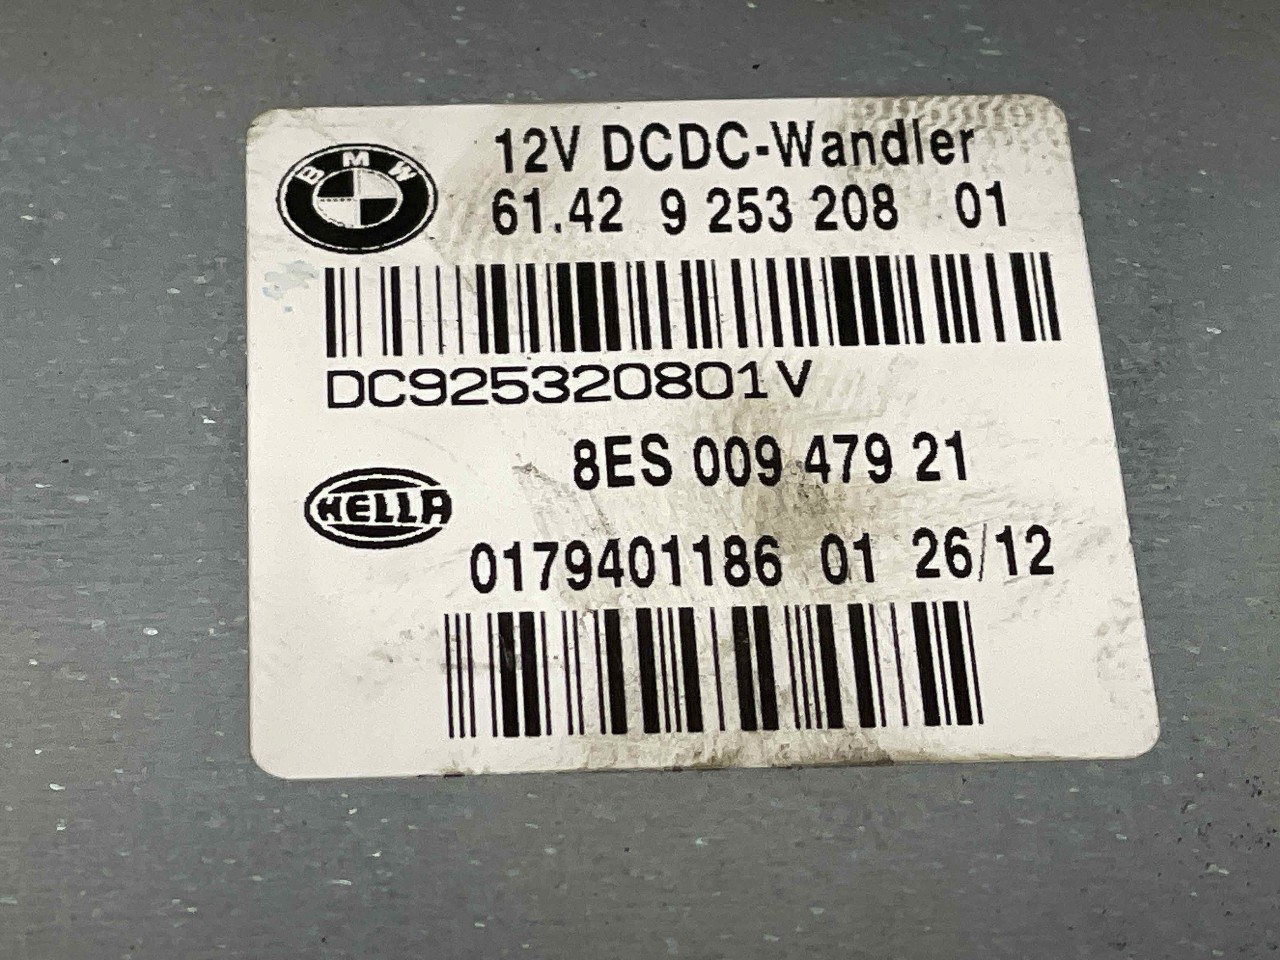 BMW
12V DCDC-Wandler
61.42 9 253 208 01
DC925320801V
8ES 009 479 21
HELLA
0179401186 01 26/12